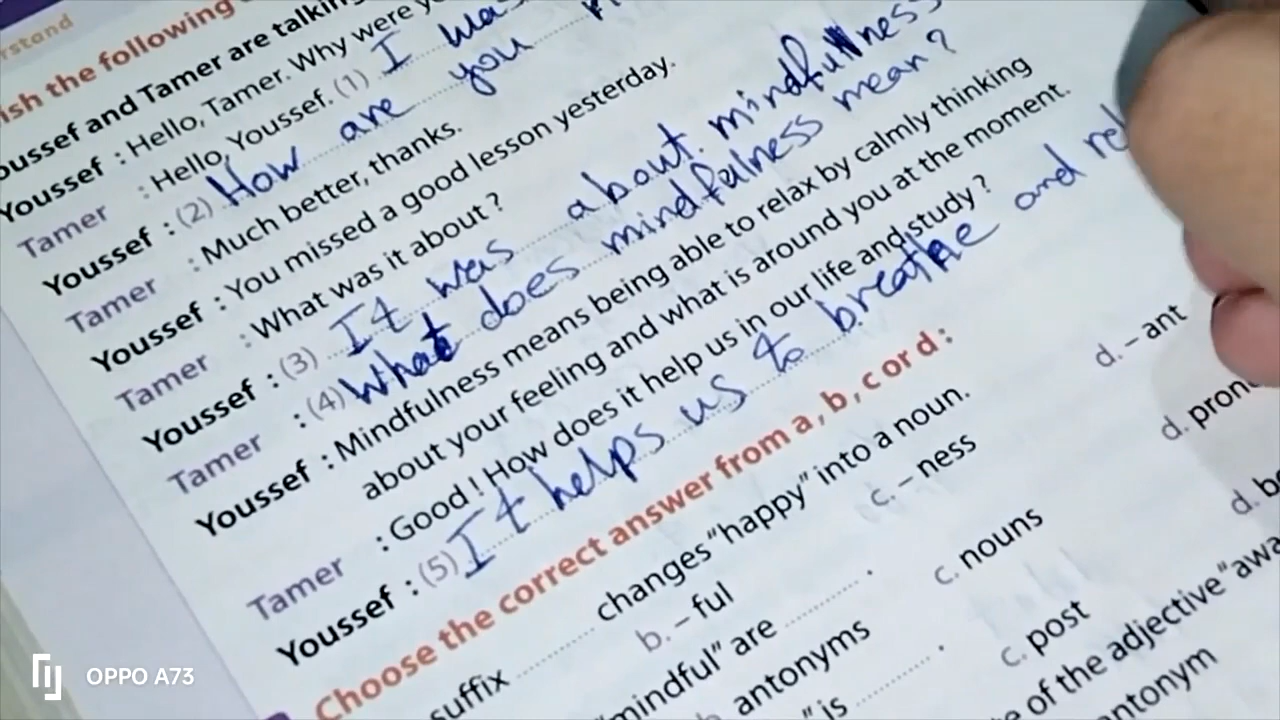 rstand
ish the following
oussef and Tamer are talking
Youssef : Hello, Tamer. Why were
Tamer : Hello, Youssef. (1) I was
Youssef : (2) How are you
Tamer : Much better, thanks.
Youssef : You missed a good lesson yesterday.
Tamer : What was it about ?
Youssef : (3) It was about mindfulness
Tamer : (4) What does mindfulness mean?
Youssef : Mindfulness means being able to relax by calmly thinking
about your feeling and what is around you at the moment.
Tamer : Good ! How does it help us in our life and study ?
Youssef : (5) It helps us to breathe and rel
Choose the correct answer from a, b, c or d :
suffix ............ changes "happy" into a noun.
b. – ful c. – ness d. – ant
"mindful" are ............ .
antonyms c. nouns d. pron
" is ............ .
c. post d. be
e of the adjective "awa
antonym
OPPO A73